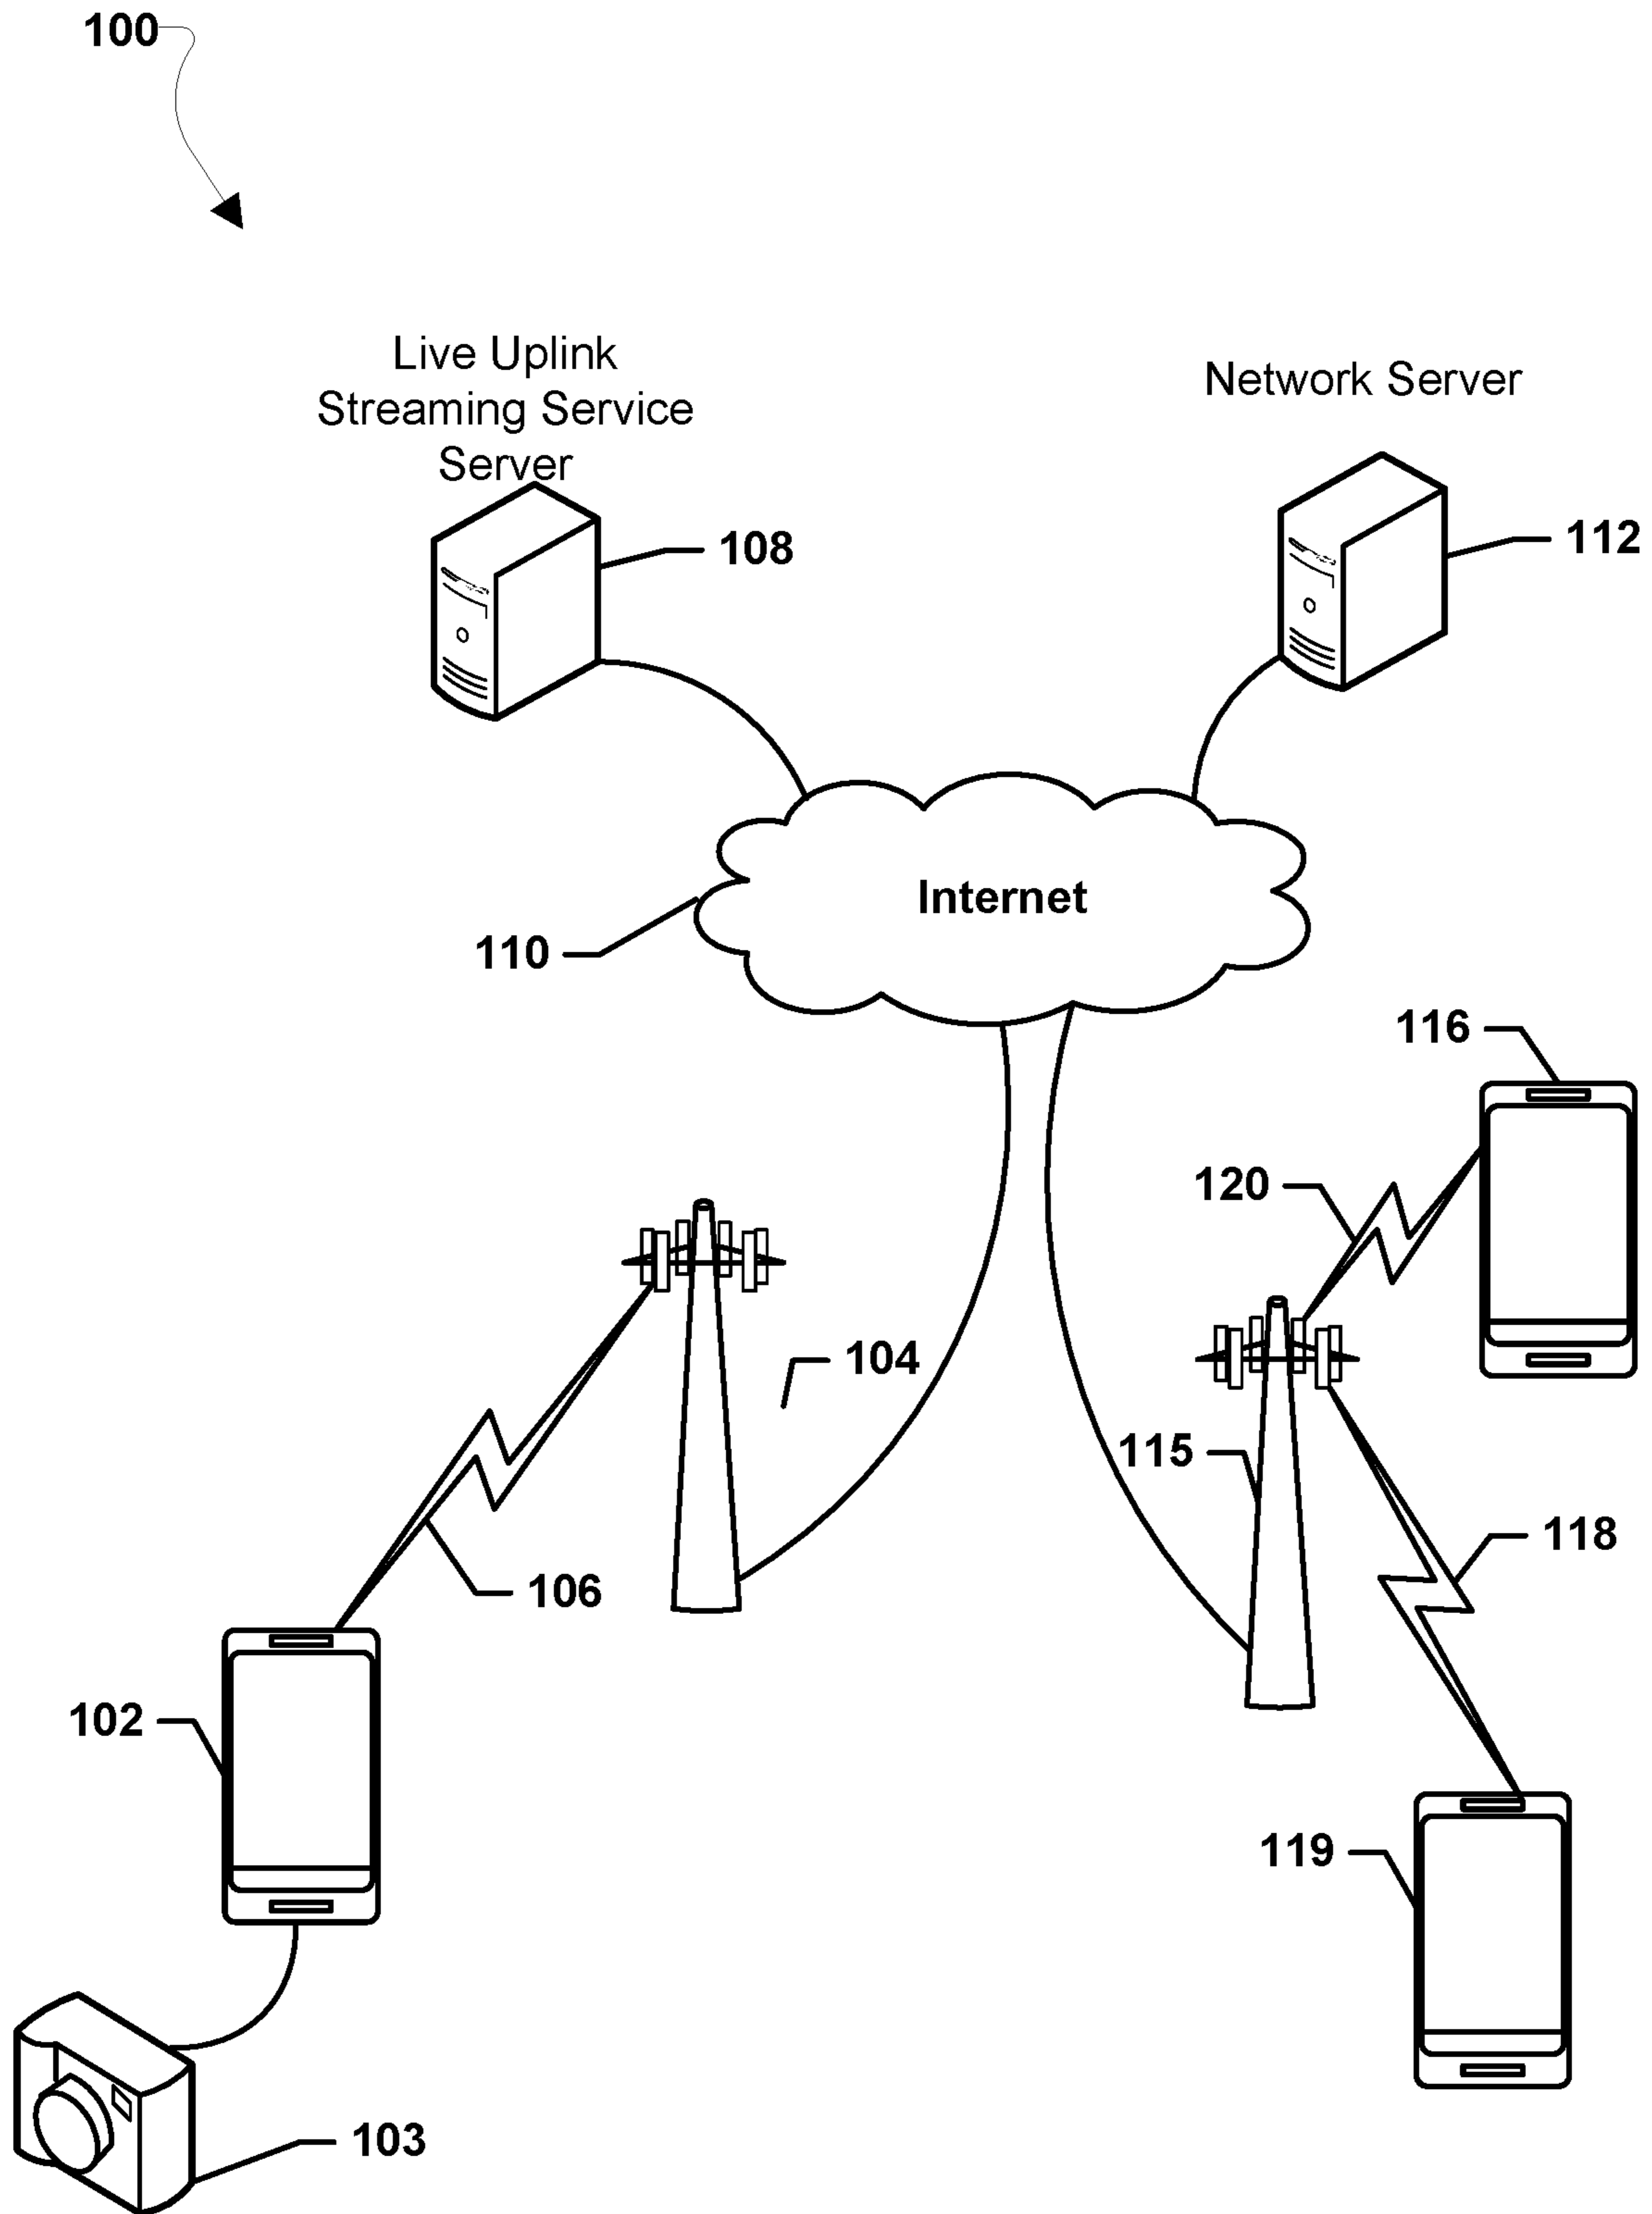 100
Live Uplink
Streaming Service
Server
Network Server
108
112
Internet
110
116
120
104
115
118
106
102
119
103